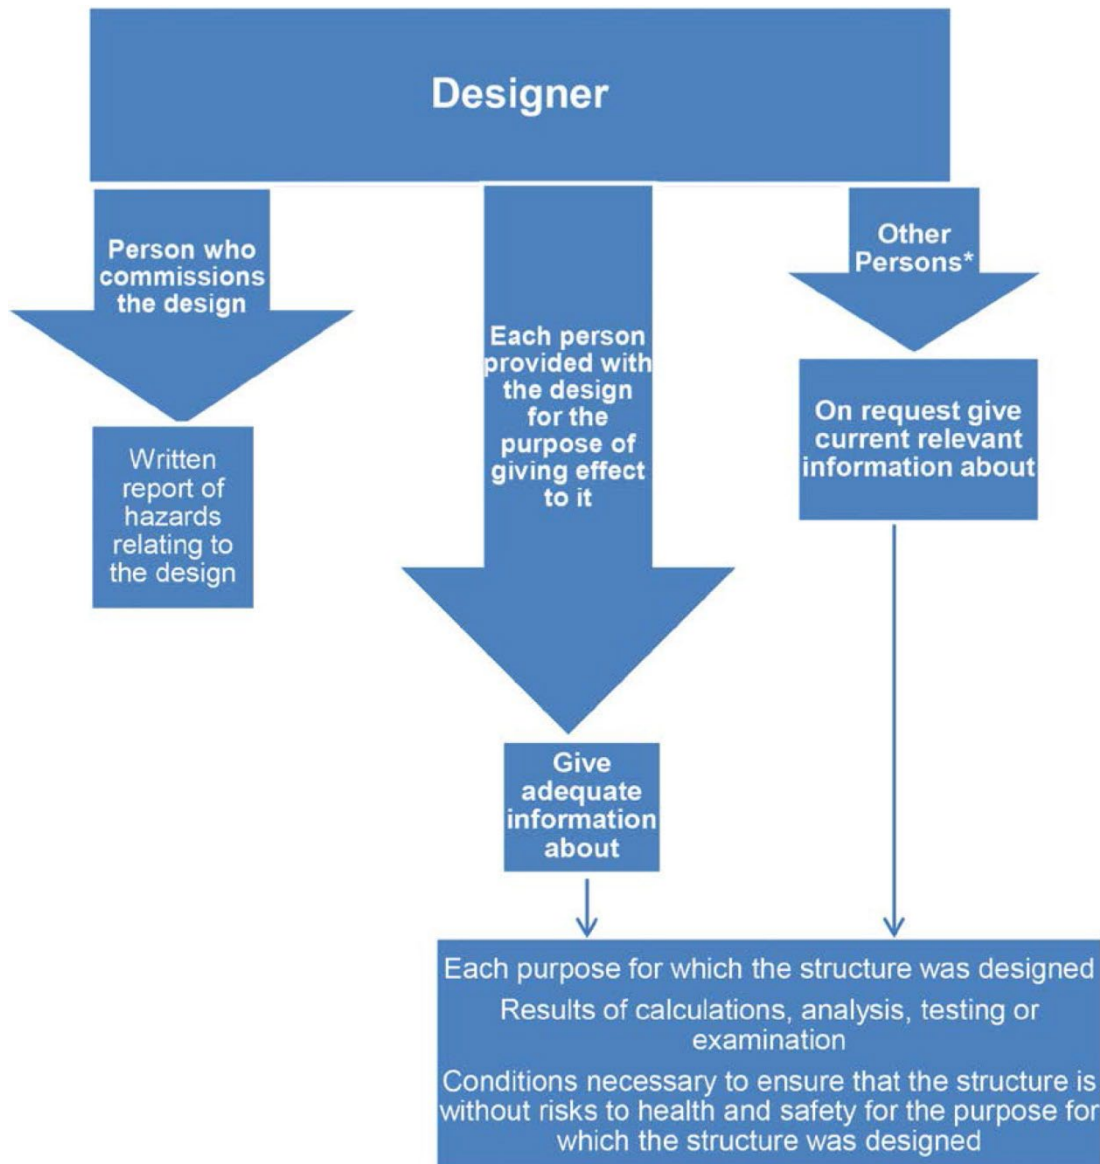 Designer
Person who
commissions
the design
Written
report of
hazards
relating to
the design
Each person
provided with
the design
for the
purpose of
giving effect
to it
Give
adequate
information
about
Other
Persons*
On request give
current relevant
information about
Each purpose for which the structure was designed
Results of calculations, analysis, testing or
examination
Conditions necessary to ensure that the structure is
without risks to health and safety for the purpose for
which the structure was designed